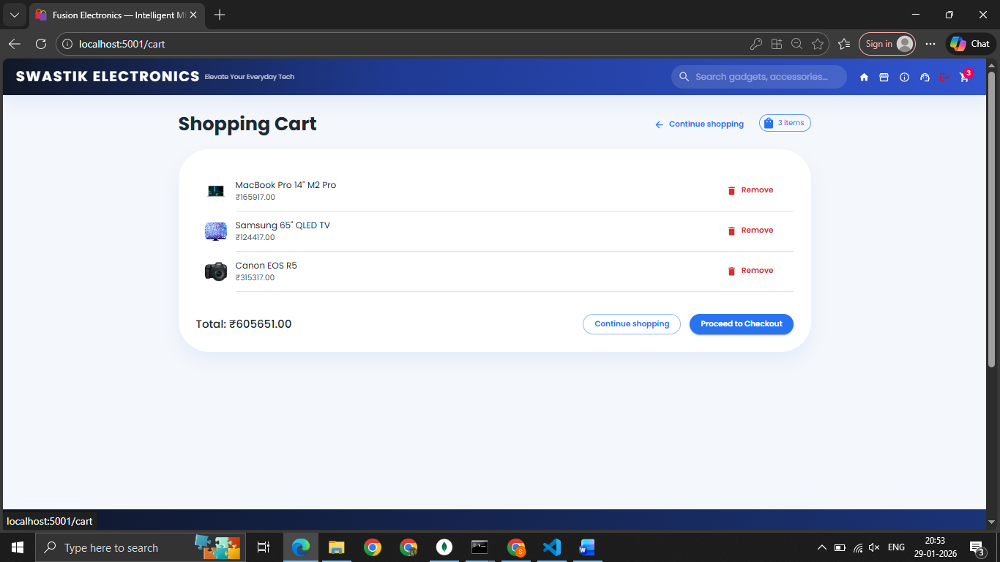 Fusion Electronics — Intelligent M
localhost:5001/cart
Sign in
Chat
SWASTIK ELECTRONICS
Elevate Your Everyday Tech
Search gadgets, accessories...
3
Shopping Cart
Continue shopping
3 items
MacBook Pro 14" M2 Pro
₹165917.00
Remove
Samsung 65" QLED TV
₹124417.00
Remove
Canon EOS R5
₹315317.00
Remove
Total: ₹605651.00
Continue shopping
Proceed to Checkout
localhost:5001/cart
Type here to search
ENG
20:53
29-01-2026
3